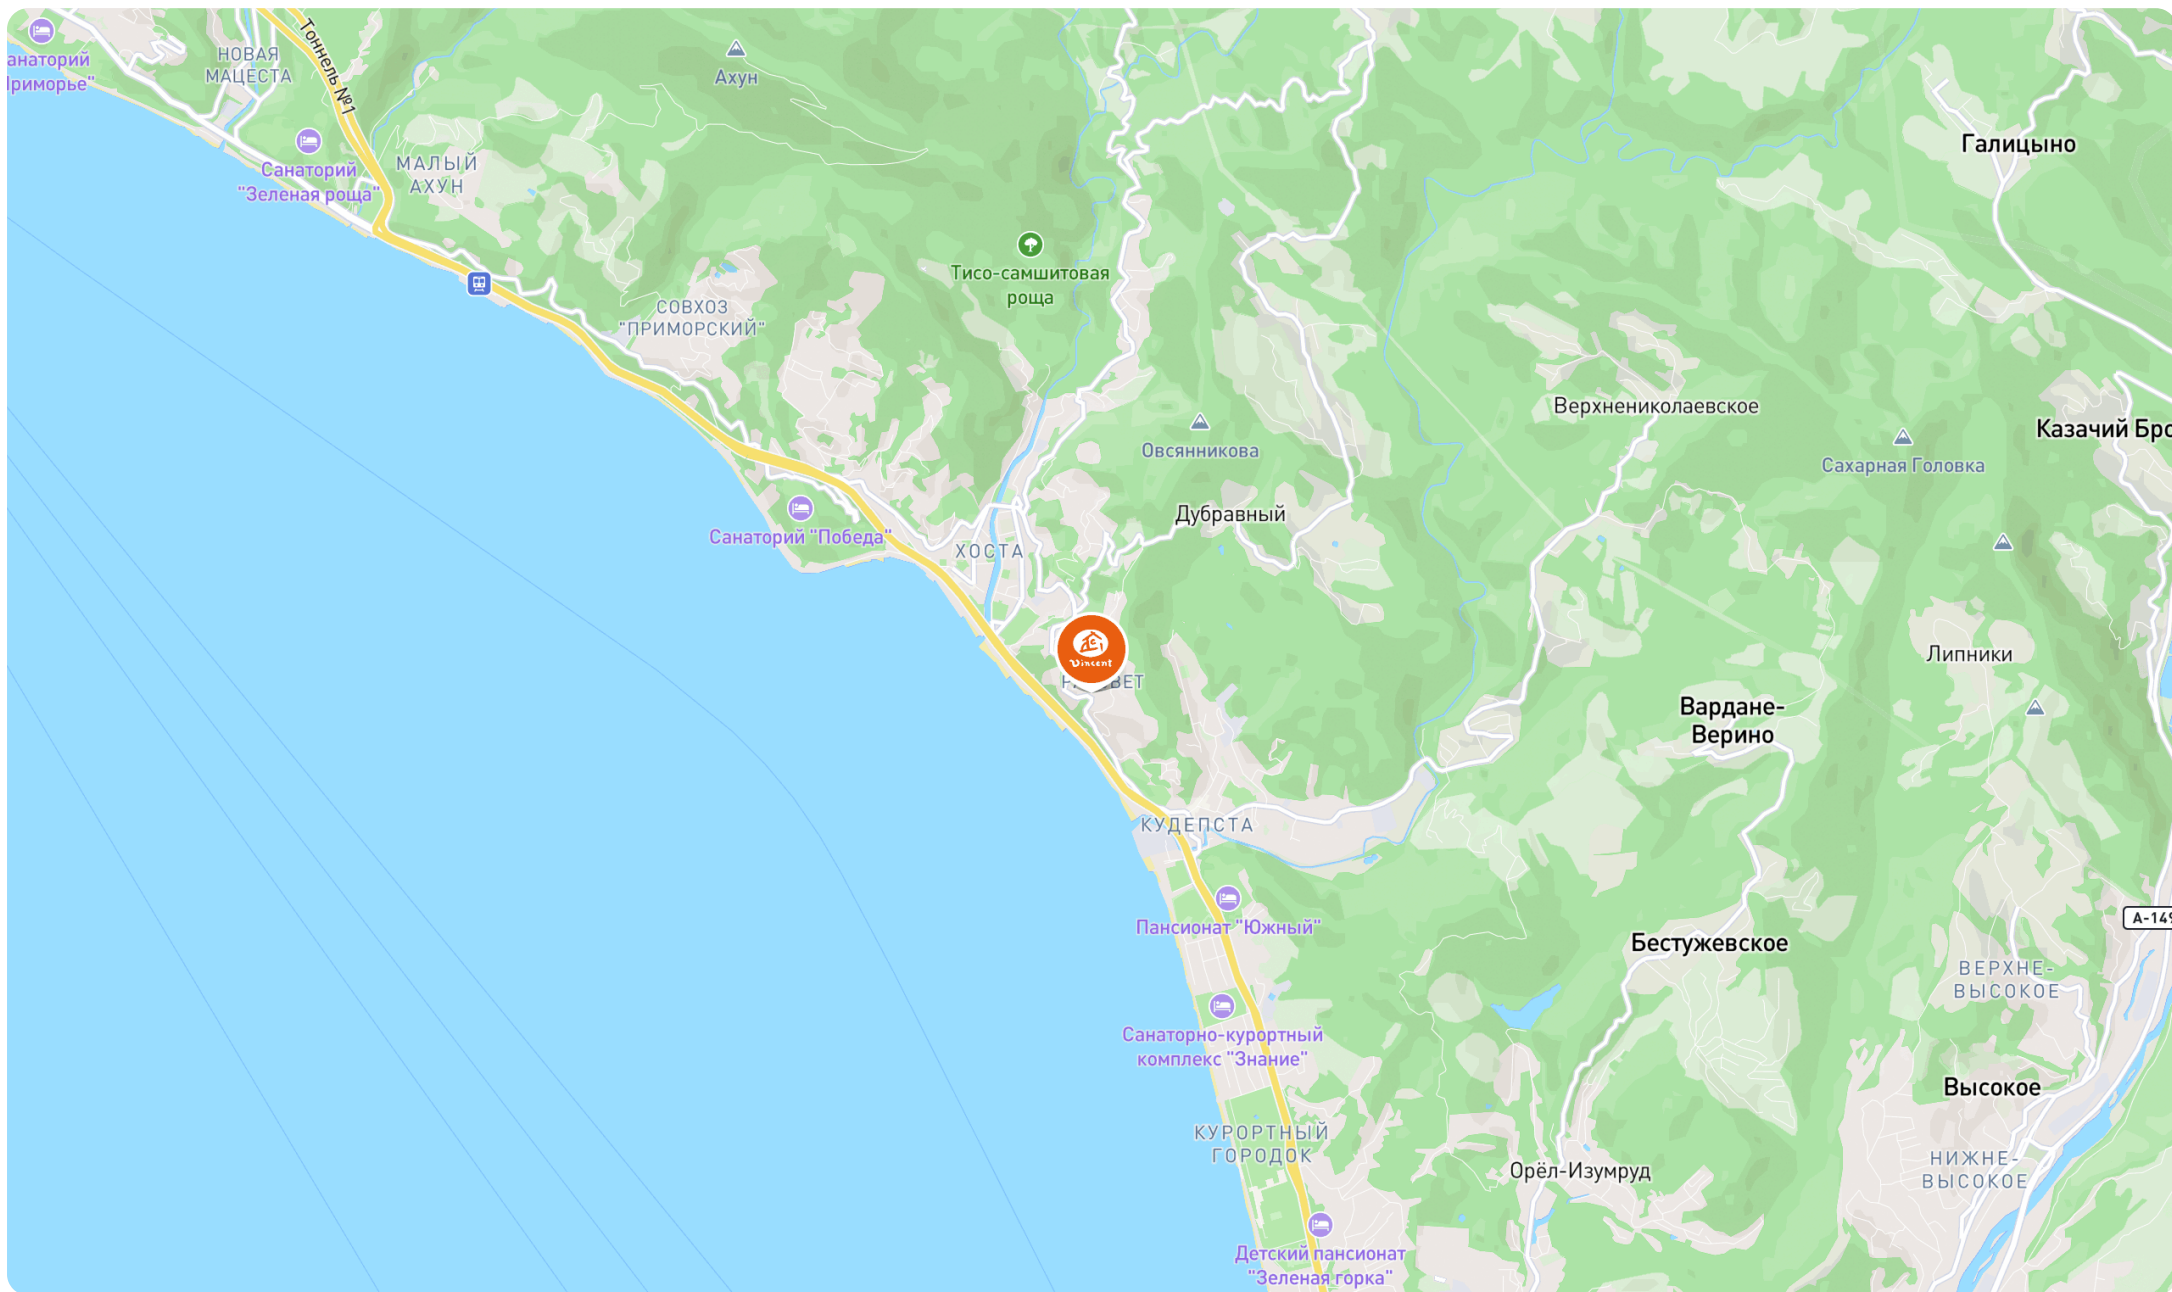 анаторий
Приморье"
НОВАЯ
МАЦЕСТА
Тоннель №1
Ахун
Санаторий
"Зеленая роща"
МАЛЫЙ
АХУН
Галицыно
Тисо-самшитовая
роща
СОВХОЗ
"ПРИМОРСКИЙ"
Верхнениколаевское
Казачий Бро
Овсянникова
Сахарная Головка
Дубравный
Санаторий "Победа"
ХОСТА
Vincent
Липники
Вардане-
Верино
КУДЕПСТА
Пансионат "Южный"
A-149
Бестужевское
ВЕРХНЕ-
ВЫСОКОЕ
Санаторно-курортный
комплекс "Знание"
Высокое
КУРОРТНЫЙ
ГОРОДОК
Орёл-Изумруд
НИЖНЕ-
ВЫСОКОЕ
Детский пансионат
"Зеленая горка"